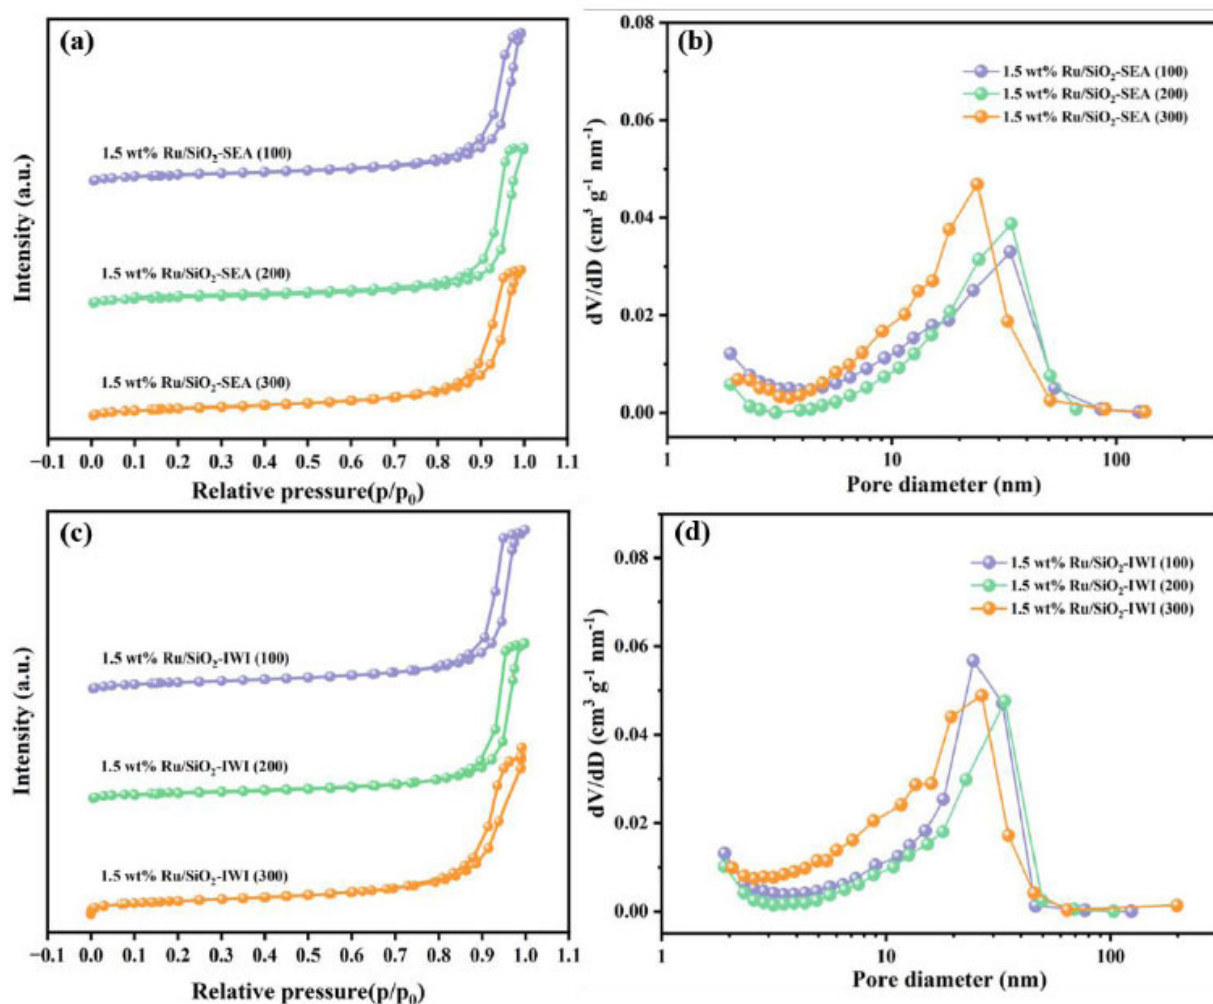 (a)
1.5 wt% Ru/SiO₂-SEA (100)
1.5 wt% Ru/SiO₂-SEA (200)
1.5 wt% Ru/SiO₂-SEA (300)
Intensity (a.u.)
−0.1 0.0 0.1 0.2 0.3 0.4 0.5 0.6 0.7 0.8 0.9 1.0 1.1
Relative pressure(p/p₀)
(b)
1.5 wt% Ru/SiO₂-SEA (100)
1.5 wt% Ru/SiO₂-SEA (200)
1.5 wt% Ru/SiO₂-SEA (300)
dV/dD (cm³ g⁻¹ nm⁻¹)
0.08
0.06
0.04
0.02
0.00
1 10 100
Pore diameter (nm)
(c)
1.5 wt% Ru/SiO₂-IWI (100)
1.5 wt% Ru/SiO₂-IWI (200)
1.5 wt% Ru/SiO₂-IWI (300)
Intensity (a.u.)
−0.1 0.0 0.1 0.2 0.3 0.4 0.5 0.6 0.7 0.8 0.9 1.0 1.1
Relative pressure(p/p₀)
(d)
1.5 wt% Ru/SiO₂-IWI (100)
1.5 wt% Ru/SiO₂-IWI (200)
1.5 wt% Ru/SiO₂-IWI (300)
dV/dD (cm³ g⁻¹ nm⁻¹)
0.08
0.06
0.04
0.02
0.00
1 10 100
Pore diameter (nm)